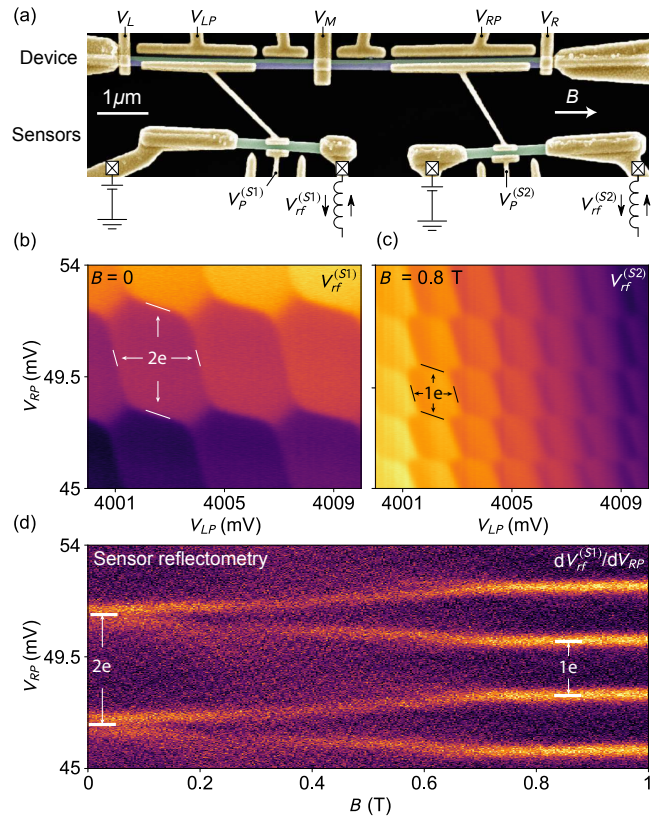 (a)
V_L V_LP V_M V_RP V_R
Device
1μm
B
Sensors
V_P^(S1) V_rf^(S1) V_P^(S2) V_rf^(S2)
(b)
B = 0 V_rf^(S1)
2e
54
49.5
45
V_RP (mV)
4001 4005 4009
V_LP (mV)
(c)
B = 0.8 T V_rf^(S2)
1e
4001 4005 4009
V_LP (mV)
(d)
Sensor reflectometry dV_rf^(S1)/dV_RP
2e
1e
54
49.5
45
V_RP (mV)
0 0.2 0.4 0.6 0.8 1
B (T)